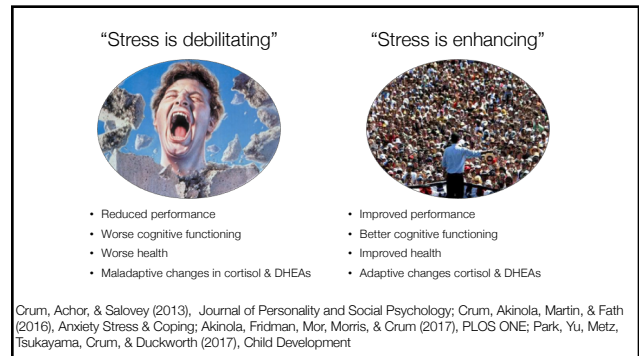 “Stress is debilitating”
“Stress is enhancing”
• Reduced performance
• Worse cognitive functioning
• Worse health
• Maladaptive changes in cortisol & DHEAs
• Improved performance
• Better cognitive functioning
• Improved health
• Adaptive changes cortisol & DHEAs
Crum, Achor, & Salovey (2013), Journal of Personality and Social Psychology; Crum, Akinola, Martin, & Fath
(2016), Anxiety Stress & Coping; Akinola, Fridman, Mor, Morris, & Crum (2017), PLOS ONE; Park, Yu, Metz,
Tsukayama, Crum, & Duckworth (2017), Child Development